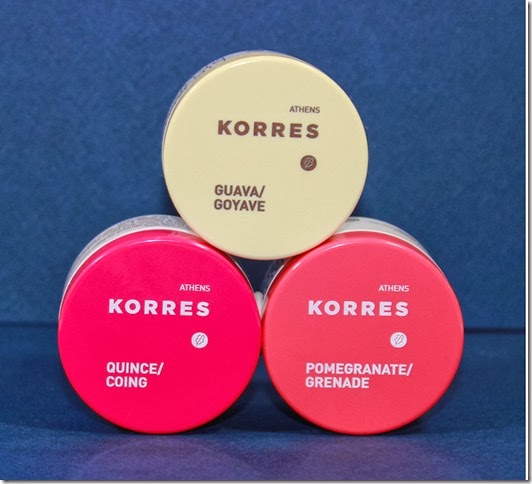 ATHENS
KORRES
GUAVA/
GOYAVE
ATHENS
KORRES
QUINCE/
COING
ATHENS
KORRES
POMEGRANATE/
GRENADE